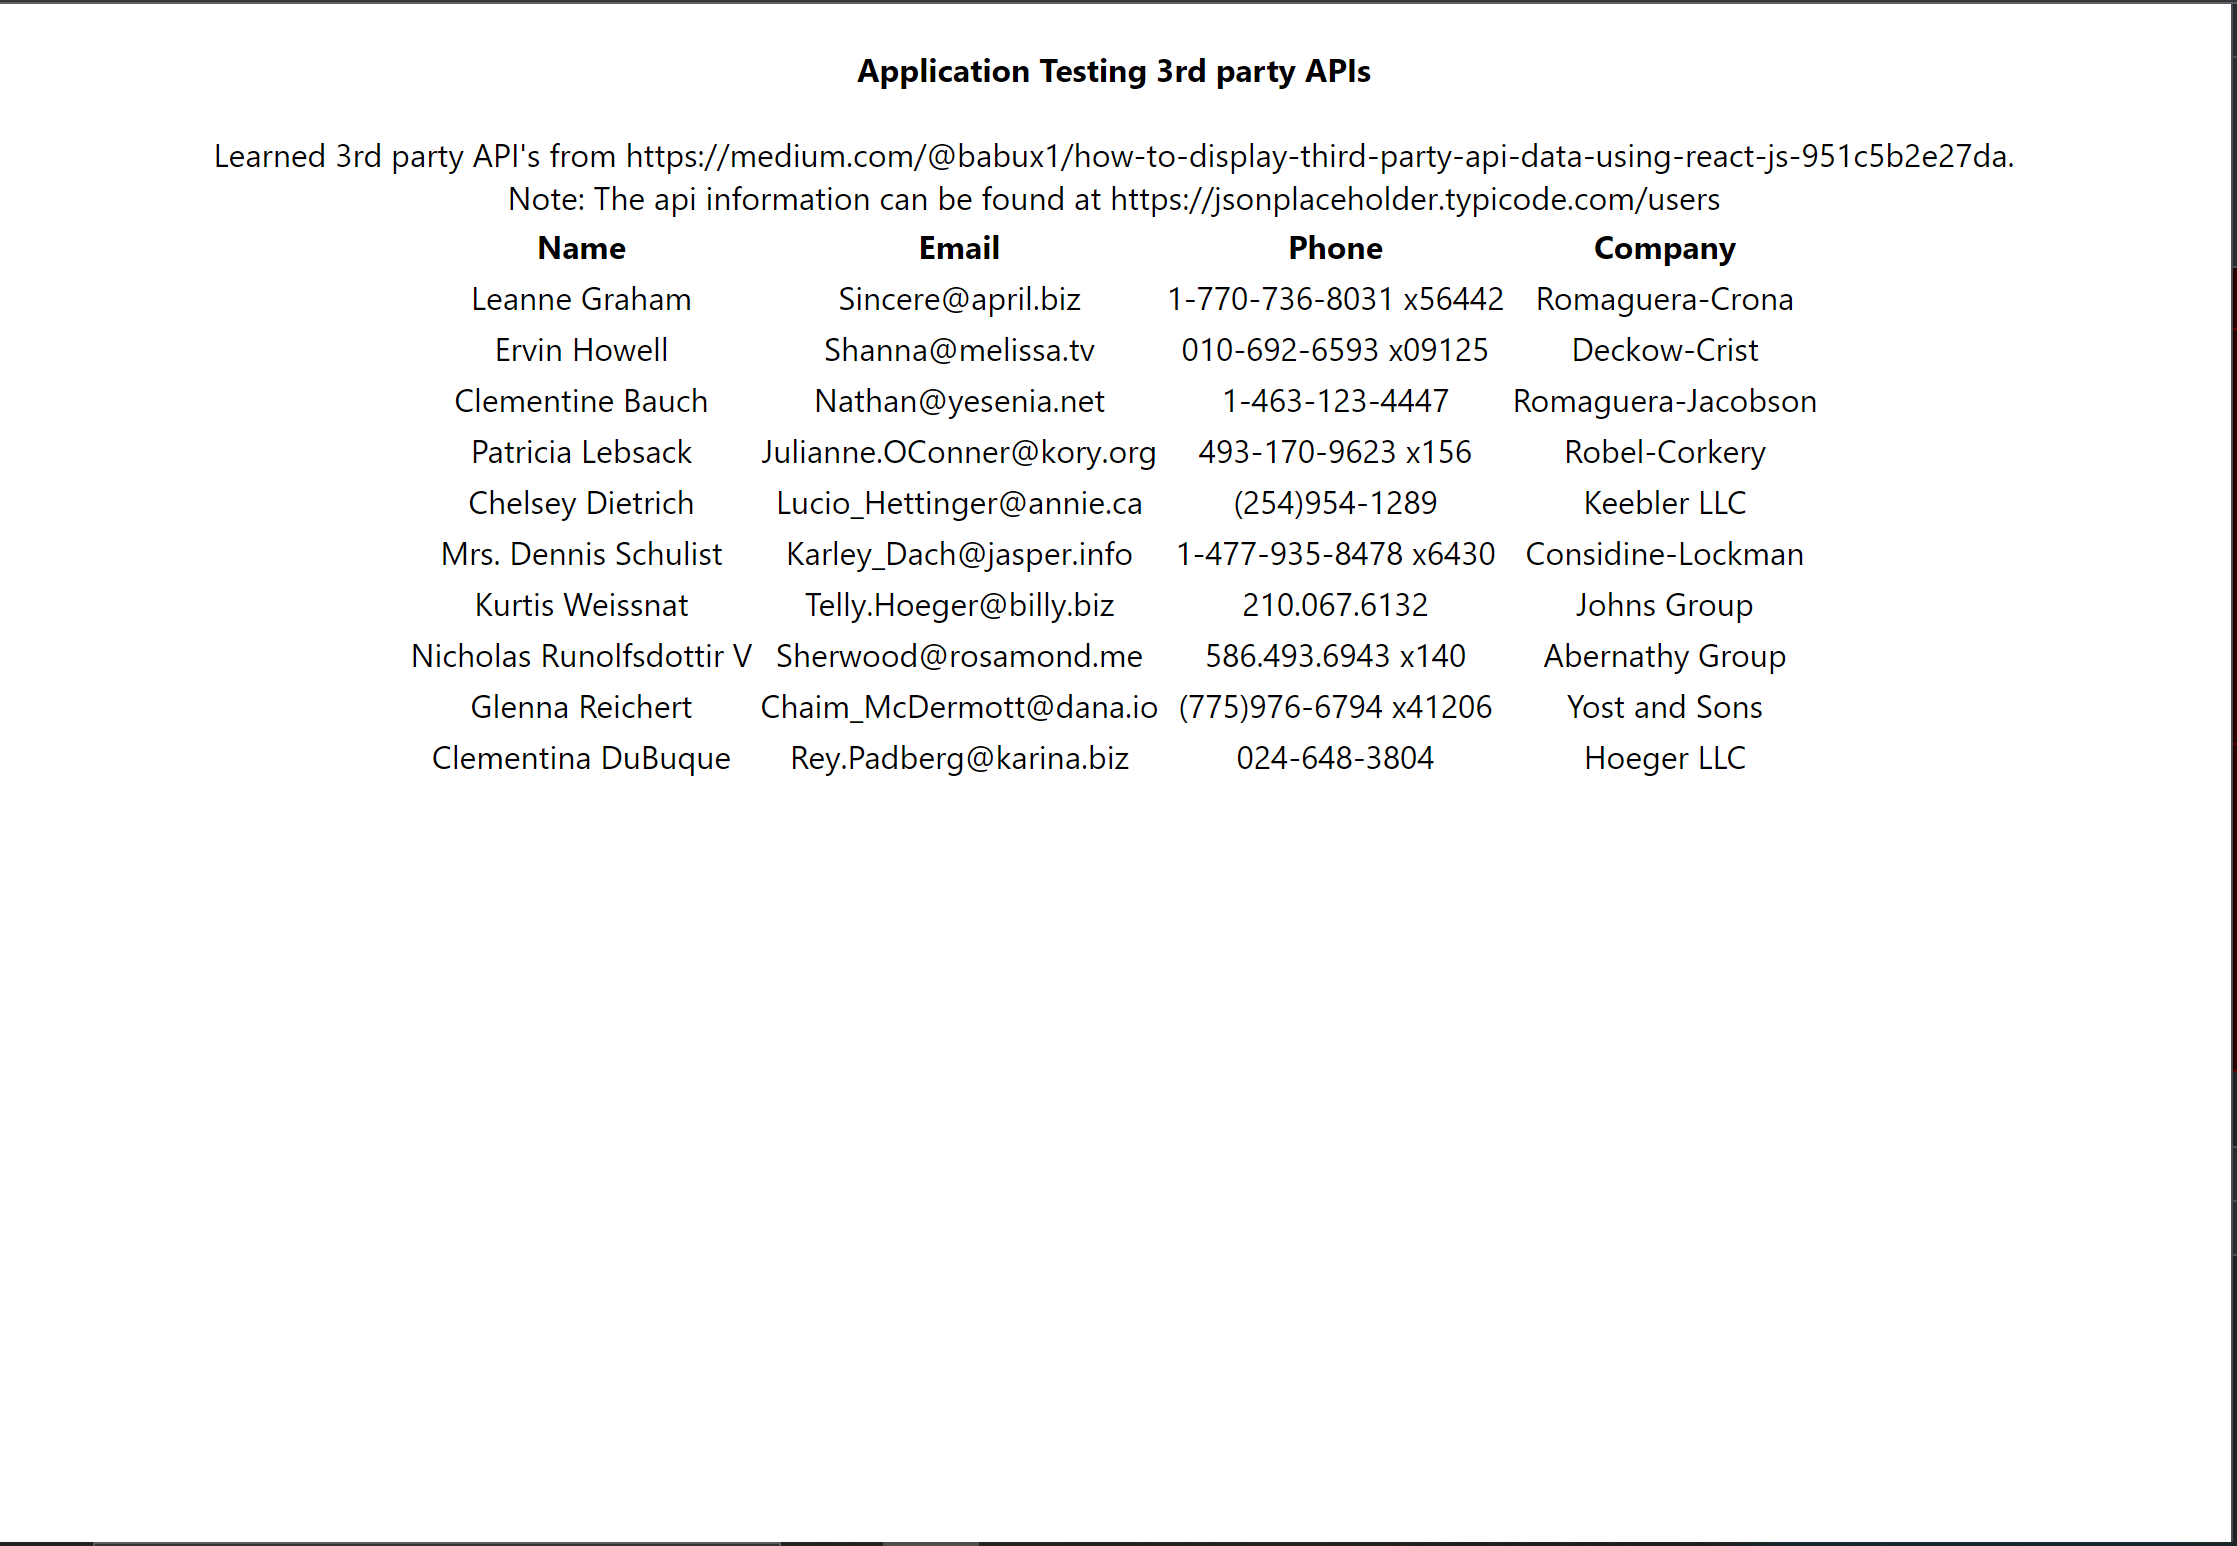 Application Testing 3rd party APIs
Learned 3rd party API's from https://medium.com/@babux1/how-to-display-third-party-api-data-using-react-js-951c5b2e27da.
Note: The api information can be found at https://jsonplaceholder.typicode.com/users
Name Email Phone Company
Leanne Graham Sincere@april.biz 1-770-736-8031 x56442 Romaguera-Crona
Ervin Howell Shanna@melissa.tv 010-692-6593 x09125 Deckow-Crist
Clementine Bauch Nathan@yesenia.net 1-463-123-4447 Romaguera-Jacobson
Patricia Lebsack Julianne.OConner@kory.org 493-170-9623 x156 Robel-Corkery
Chelsey Dietrich Lucio_Hettinger@annie.ca (254)954-1289 Keebler LLC
Mrs. Dennis Schulist Karley_Dach@jasper.info 1-477-935-8478 x6430 Considine-Lockman
Kurtis Weissnat Telly.Hoeger@billy.biz 210.067.6132 Johns Group
Nicholas Runolfsdottir V Sherwood@rosamond.me 586.493.6943 x140 Abernathy Group
Glenna Reichert Chaim_McDermott@dana.io (775)976-6794 x41206 Yost and Sons
Clementina DuBuque Rey.Padberg@karina.biz 024-648-3804 Hoeger LLC